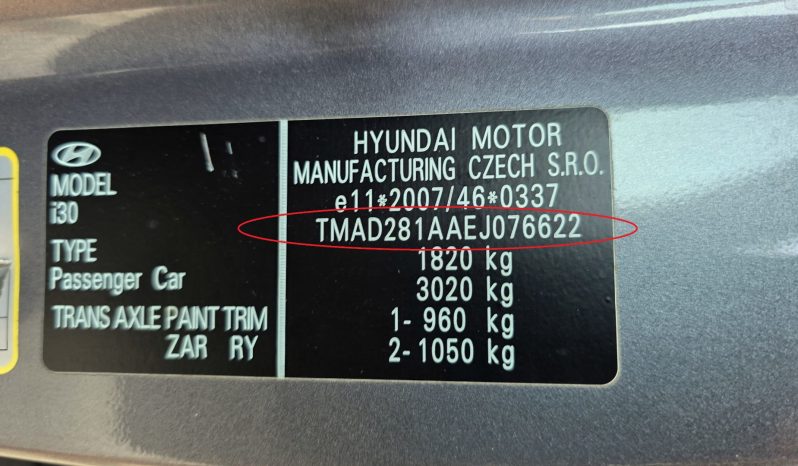 MODEL
i30
TYPE
Passenger Car
TRANS AXLE PAINT TRIM
ZAR RY
HYUNDAI MOTOR
MANUFACTURING CZECH S.R.O.
e11*2007/46*0337
TMAD281AAEJ076622
1820 kg
3020 kg
1- 960 kg
2- 1050 kg